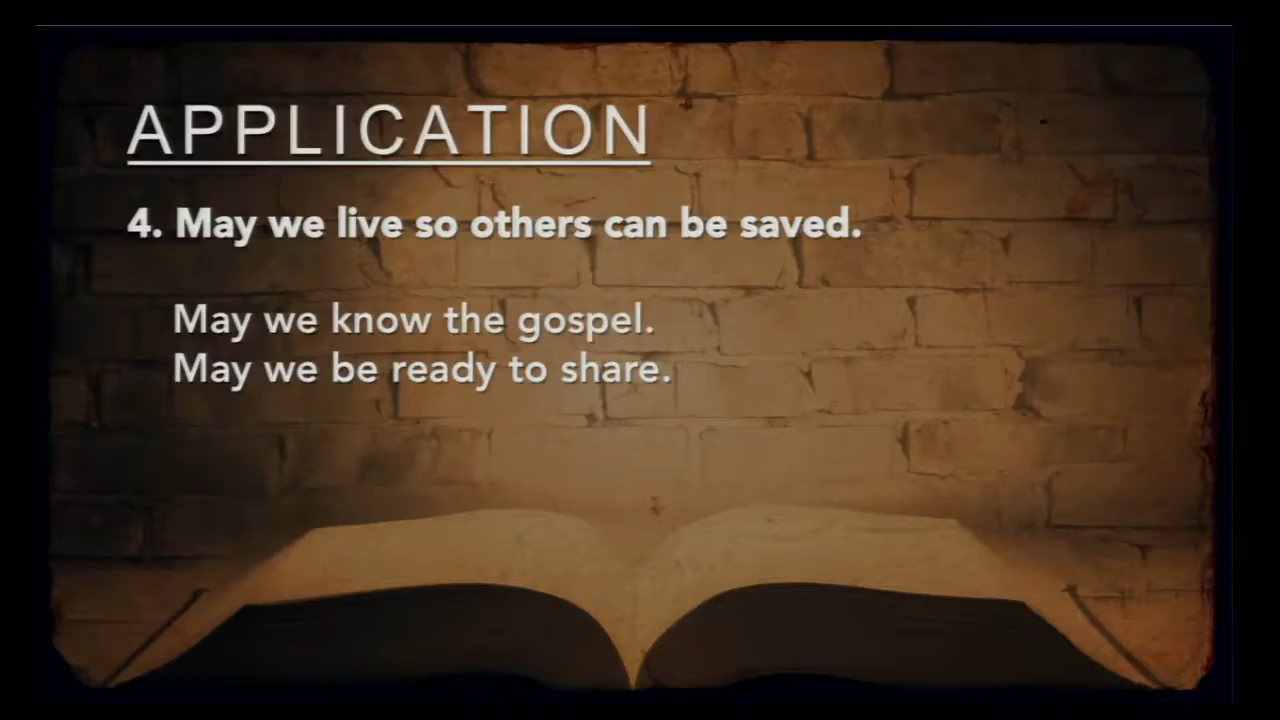 APPLICATION
4. May we live so others can be saved.
May we know the gospel.
May we be ready to share.